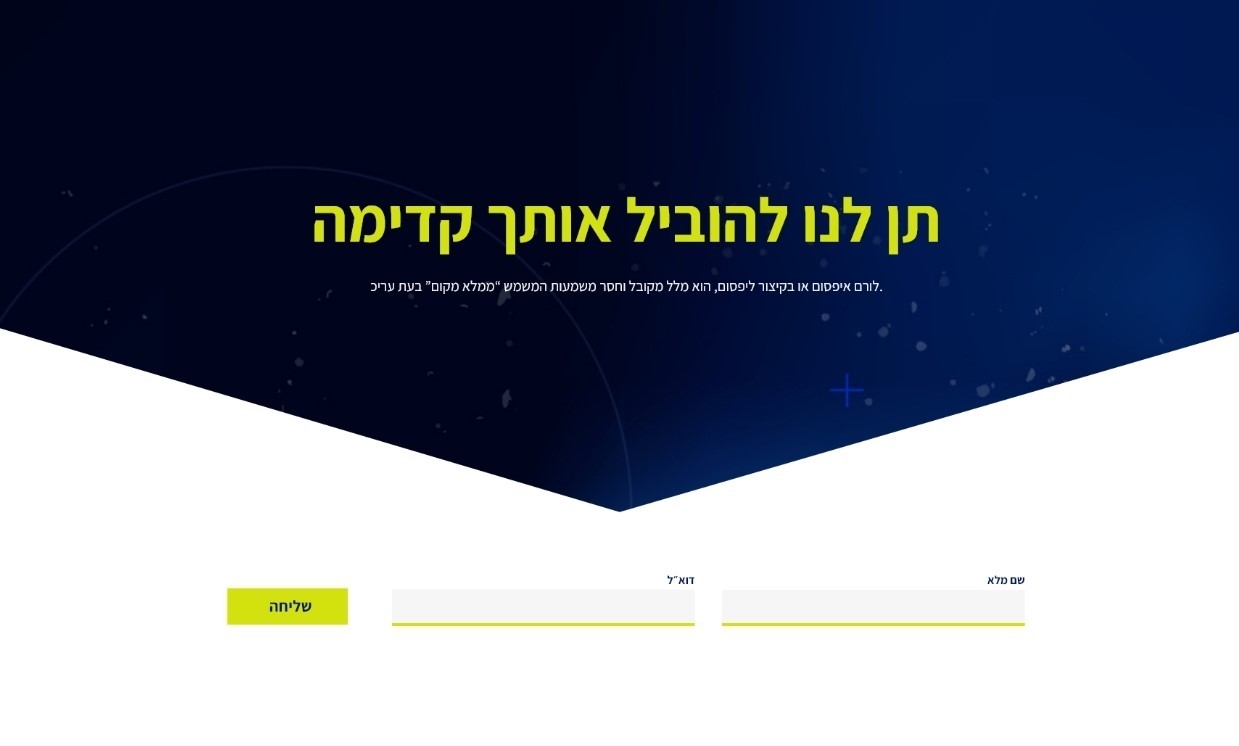 תן לנו להוביל אותך קדימה
לורם איפסום או בקיצור ליפסום, הוא מלל מקובל וחסר משמעות המשמש “ממלא מקום” בעת עריכ.
שם מלא
דוא״ל
שליחה